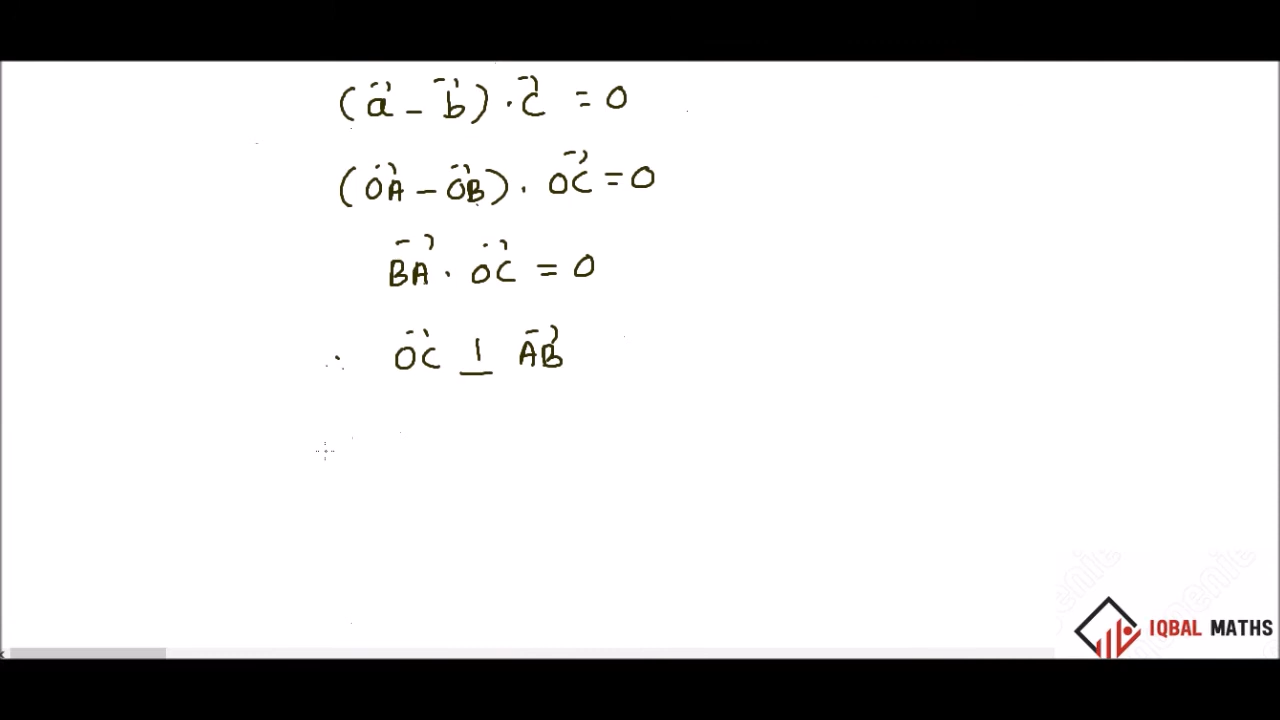 (a⃗ - b⃗) · c⃗ = 0
(OA⃗ - OB⃗) · OC⃗ = 0
BA⃗ · OC⃗ = 0
∴ OC⃗ ⊥ AB⃗
IQBAL MATHS